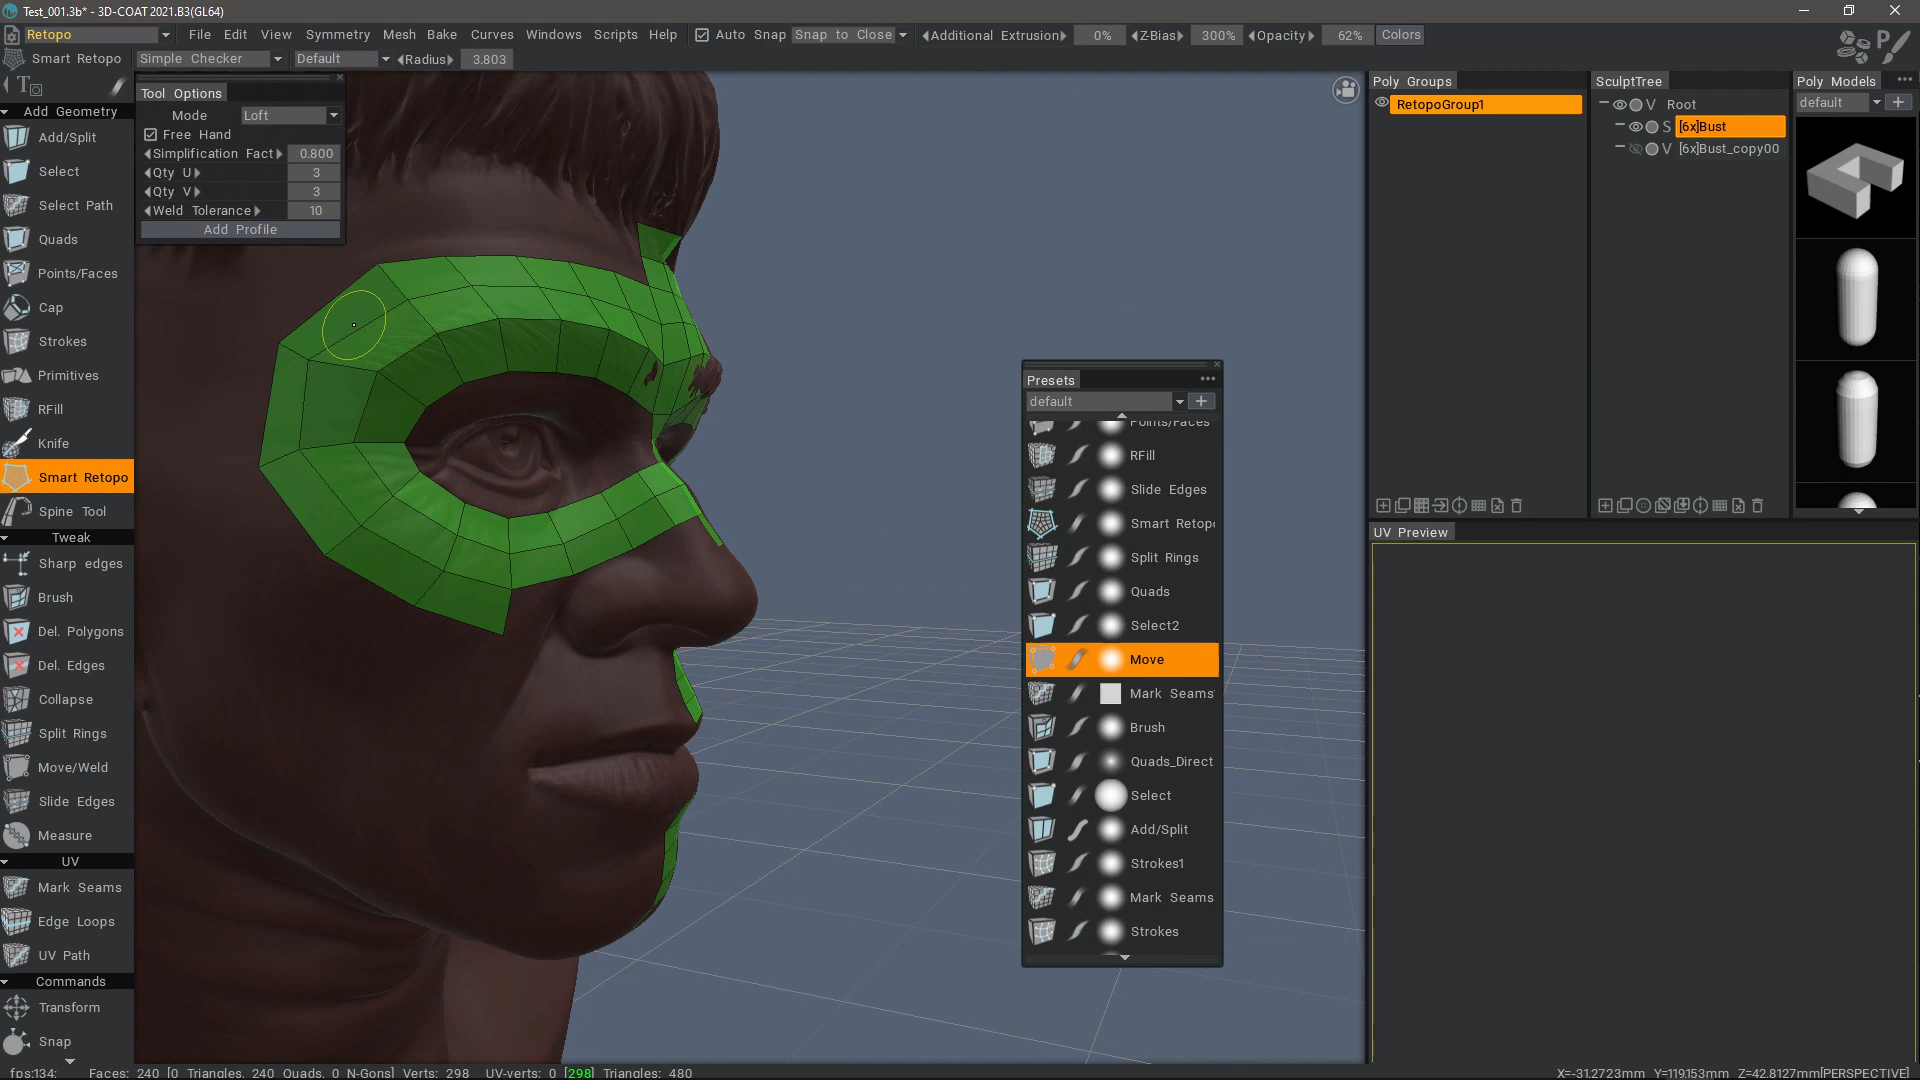 Test_001.3b* - 3D-COAT 2021.B3(GL64)
Retopo File Edit View Symmetry Mesh Bake Curves Windows Scripts Help Auto Snap Snap to Close Additional Extrusion 0% Z-Bias 300% Opacity 62% Colors
Smart Retopo Simple Checker Default Radius 3.803
Add Geometry
Add/Split
Select
Select Path
Quads
Points/Faces
Cap
Strokes
Primitives
RFill
Knife
Smart Retopo
Spine Tool
Tweak
Sharp edges
Brush
Del. Polygons
Del. Edges
Collapse
Split Rings
Move/Weld
Slide Edges
Measure
UV
Mark Seams
Edge Loops
UV Path
Commands
Transform
Snap
Tool Options
Mode Loft
Free Hand
Simplification Fact 0.800
Qty U 3
Qty V 3
Weld Tolerance 10
Add Profile
Presets
default
Points/Faces
RFill
Slide Edges
Smart Retop
Split Rings
Quads
Select2
Move
Mark Seams
Brush
Quads_Direct
Select
Add/Split
Strokes1
Mark Seams
Strokes
Poly Groups
RetopoGroup1
SculptTree
V Root
S [6x]Bust
V [6x]Bust_copy00
Poly Models
default
UV Preview
fps:134; Faces: 240 [0 Triangles, 240 Quads, 0 N-Gons] Verts: 298 UV-verts: 0 [298] Triangles: 480
X=-31.2723mm Y=119.153mm Z=42.8127mm[PERSPECTIVE]